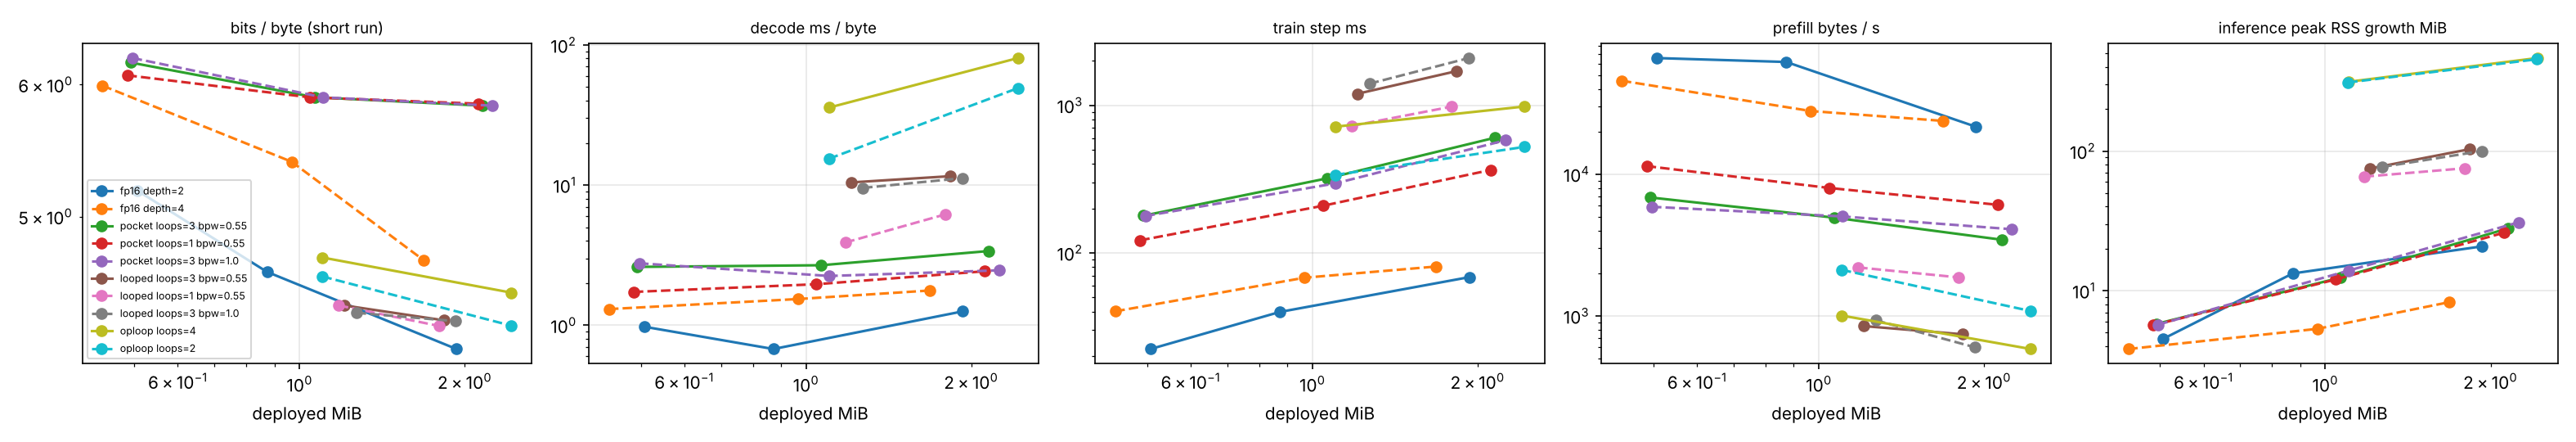 bits / byte (short run)
6 × 10⁰
5 × 10⁰
fp16 depth=2
fp16 depth=4
pocket loops=3 bpw=0.55
pocket loops=1 bpw=0.55
pocket loops=3 bpw=1.0
looped loops=3 bpw=0.55
looped loops=1 bpw=0.55
looped loops=3 bpw=1.0
oploop loops=4
oploop loops=2
6 × 10⁻¹ 10⁰ 2 × 10⁰
deployed MiB
decode ms / byte
10²
10¹
10⁰
6 × 10⁻¹ 10⁰ 2 × 10⁰
deployed MiB
train step ms
10³
10²
6 × 10⁻¹ 10⁰ 2 × 10⁰
deployed MiB
prefill bytes / s
10⁴
10³
6 × 10⁻¹ 10⁰ 2 × 10⁰
deployed MiB
inference peak RSS growth MiB
10²
10¹
6 × 10⁻¹ 10⁰ 2 × 10⁰
deployed MiB